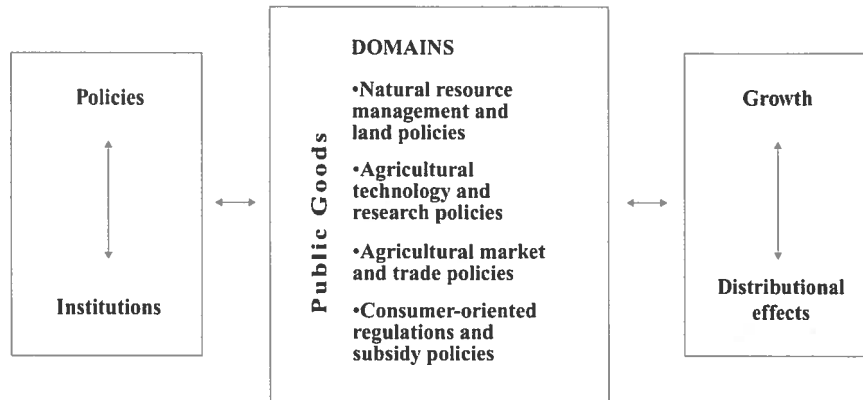 Policies
Institutions
Public Goods
DOMAINS
•Natural resource
management and
land policies
•Agricultural
technology and
research policies
•Agricultural market
and trade policies
•Consumer-oriented
regulations and
subsidy policies
Growth
Distributional
effects